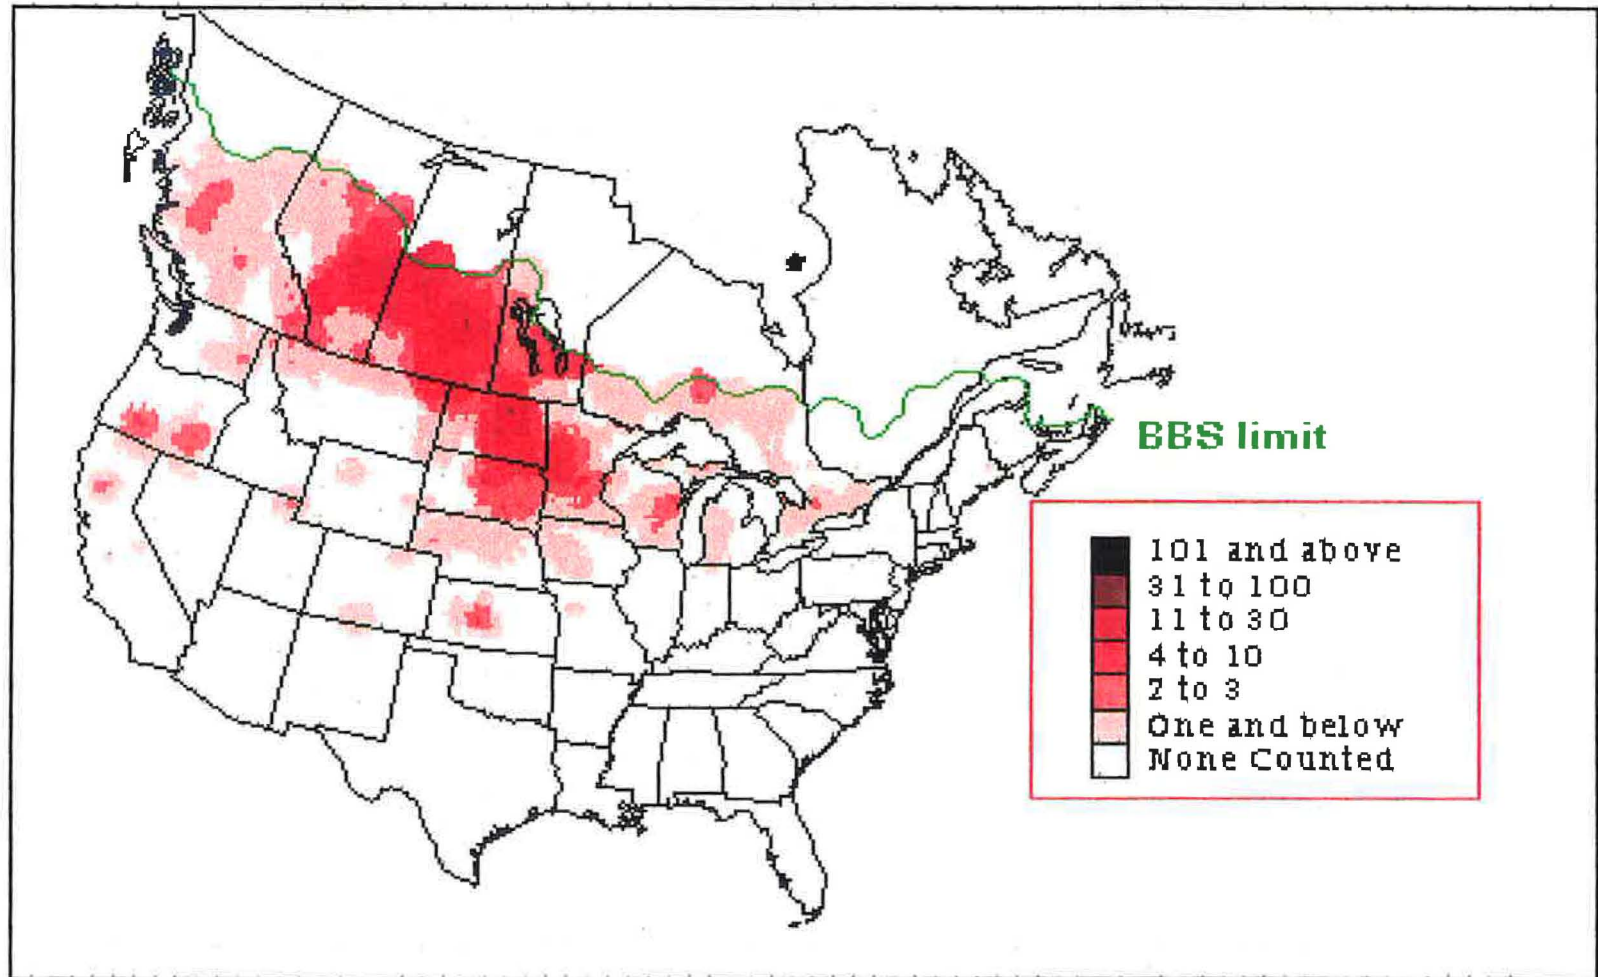 BBS limit
101 and above
31 to 100
11 to 30
4 to 10
2 to 3
One and below
None Counted